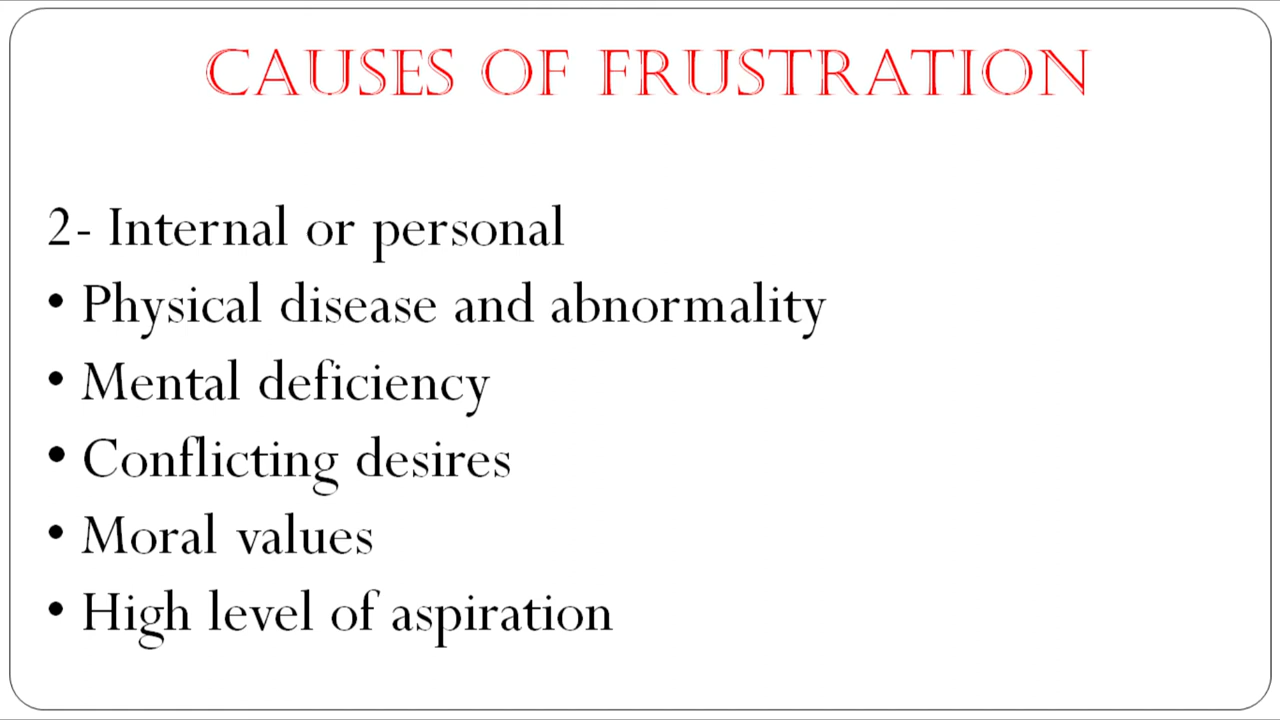 CAUSES OF FRUSTRATION
2- Internal or personal
• Physical disease and abnormality
• Mental deficiency
• Conflicting desires
• Moral values
• High level of aspiration